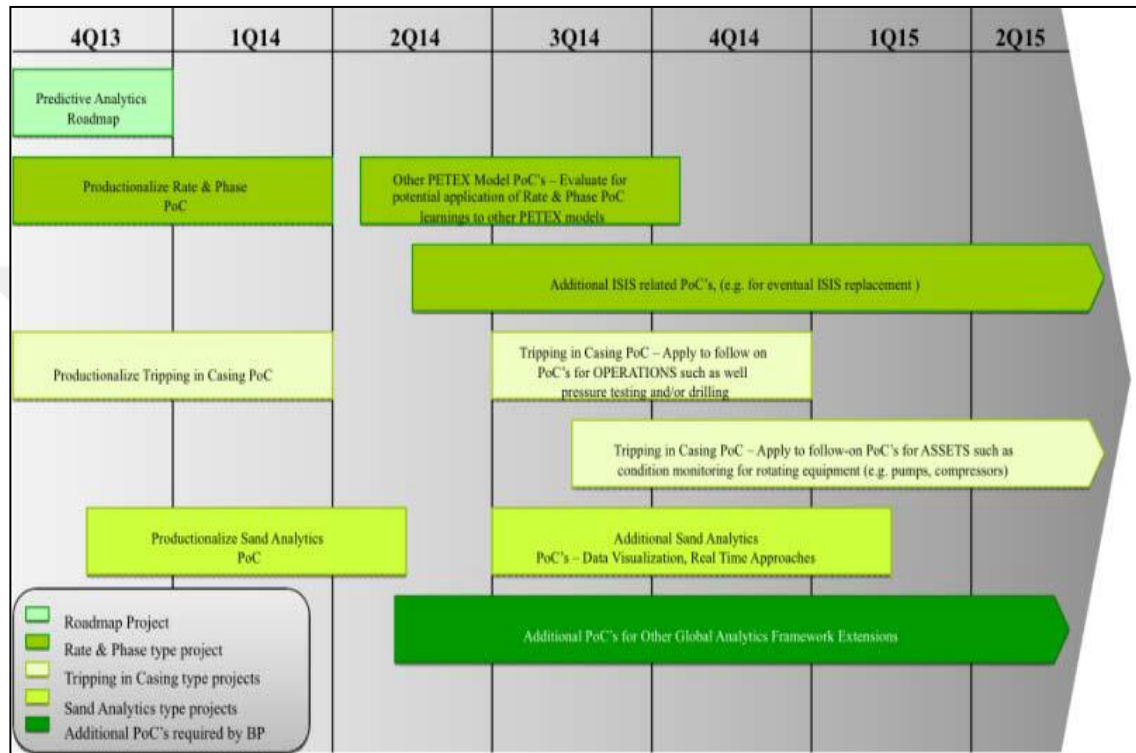 4Q13 1Q14 2Q14 3Q14 4Q14 1Q15 2Q15
Predictive Analytics
Roadmap
Productionalize Rate & Phase
PoC
Other PETEX Model PoC's – Evaluate for
potential application of Rate & Phase PoC
learnings to other PETEX models
Additional ISIS related PoC's, (e.g. for eventual ISIS replacement )
Productionalize Tripping in Casing PoC
Tripping in Casing PoC – Apply to follow on
PoC's for OPERATIONS such as well
pressure testing and/or drilling
Tripping in Casing PoC – Apply to follow-on PoC's for ASSETS such as
condition monitoring for rotating equipment (e.g. pumps, compressors)
Productionalize Sand Analytics
PoC
Additional Sand Analytics
PoC's – Data Visualization, Real Time Approaches
Additional PoC's for Other Global Analytics Framework Extensions
Roadmap Project
Rate & Phase type project
Tripping in Casing type projects
Sand Analytics type projects
Additional PoC's required by BP